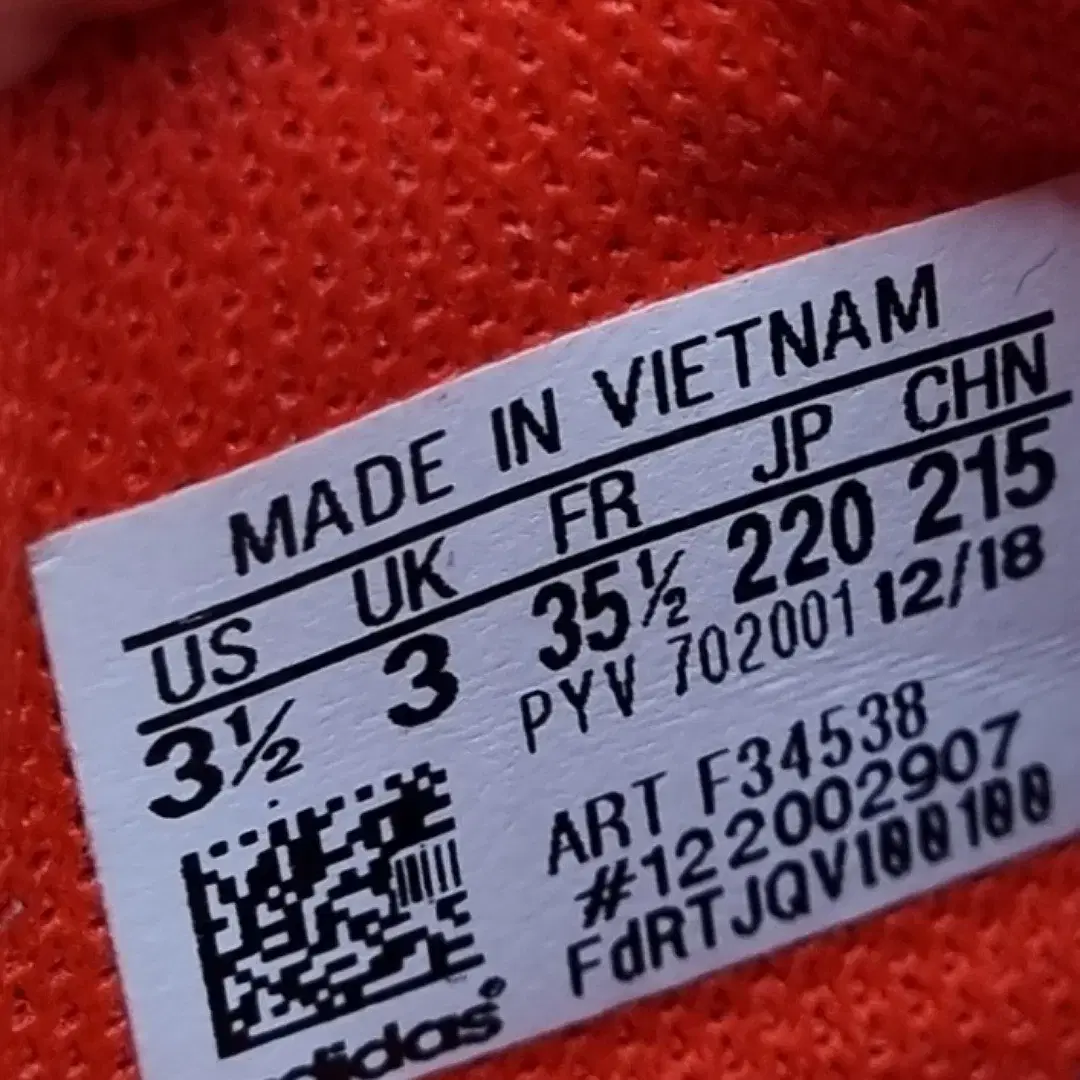 MADE IN VIETNAM
US UK FR JP CHN
3½ 3 35½ 220 215
PYV 702001 12/18
ART F34538
#122002907
FdRTJQV100100
adidas